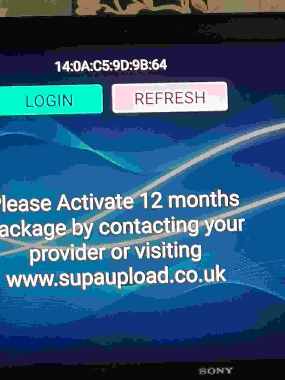 14:0A:C5:9D:9B:64
LOGIN REFRESH
Please Activate 12 months
ackage by contacting your
provider or visiting
www.supaupload.co.uk
SONY